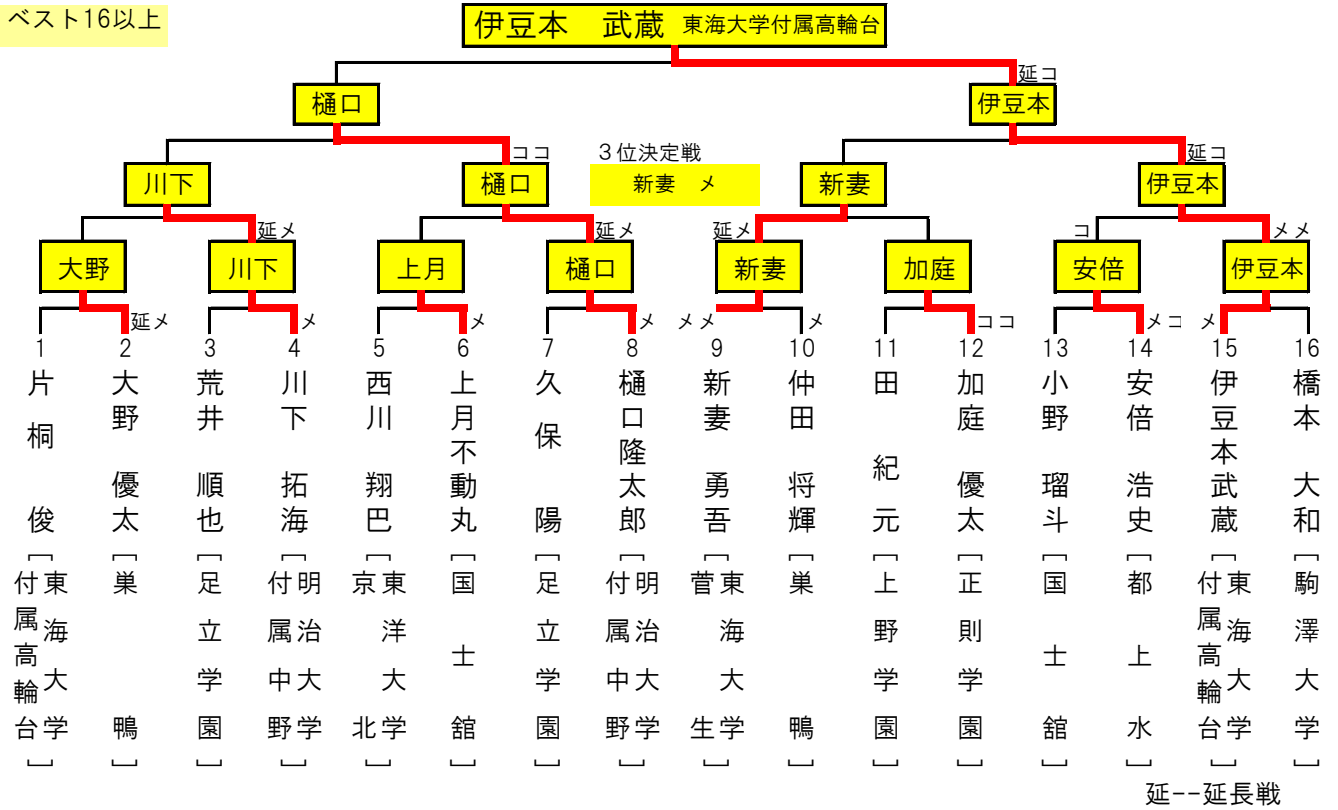 ベスト16以上
伊豆本　武蔵 東海大学付属高輪台
延コ
樋口
伊豆本
ココ
３位決定戦
延コ
川下
樋口
新妻　メ
新妻
伊豆本
延メ
延メ
延メ
コ
メメ
大野
川下
上月
樋口
新妻
加庭
安倍
伊豆本
延メ
メ
メ
メ
メメ
メ
ココ
メコ
メ
1 2 3 4 5 6 7 8 9 10 11 12 13 14 15 16
片桐　俊
大野　優太
荒井　順也
川下　拓海
西川　翔巴
上月不動丸
久保　陽
樋口隆太郎
新妻　勇吾
仲田　将輝
田　紀元
加庭　優太
小野　瑠斗
安倍　浩史
伊豆本武蔵
橋本　大和
[東海大学付属高輪台]
[巣鴨]
[足立学園]
[明治大学付属中野]
[東洋大学京北]
[国士舘]
[足立学園]
[明治大学付属中野]
[東海大学菅生]
[巣鴨]
[上野学園]
[正則学園]
[国士舘]
[都上水]
[東海大学付属高輪台]
[駒澤大学]
延--延長戦